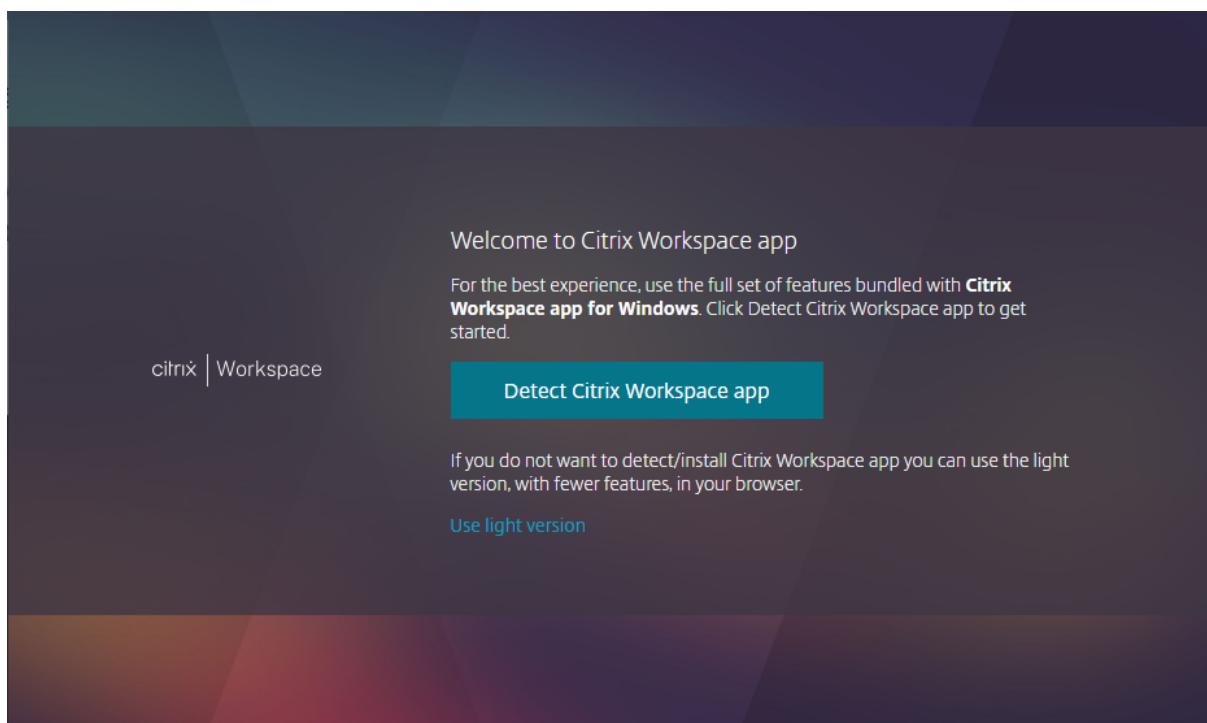 Welcome to Citrix Workspace app
For the best experience, use the full set of features bundled with Citrix
Workspace app for Windows. Click Detect Citrix Workspace app to get
started.
citrix | Workspace
Detect Citrix Workspace app
If you do not want to detect/install Citrix Workspace app you can use the light
version, with fewer features, in your browser.
Use light version